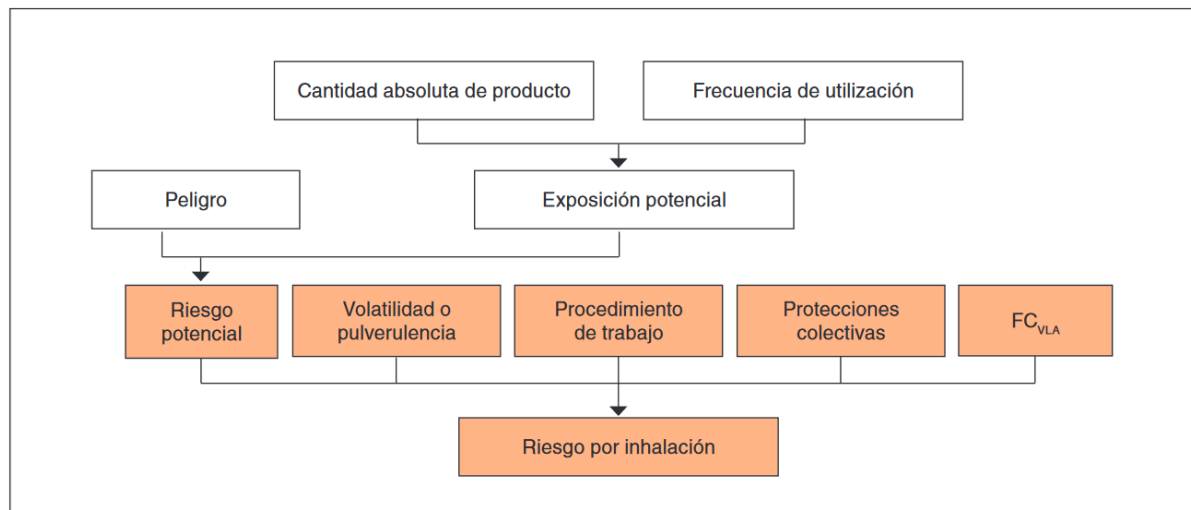 Cantidad absoluta de producto
Frecuencia de utilización
Peligro
Exposición potencial
Riesgo
potencial
Volatilidad o
pulverulencia
Procedimiento
de trabajo
Protecciones
colectivas
FC_VLA
Riesgo por inhalación